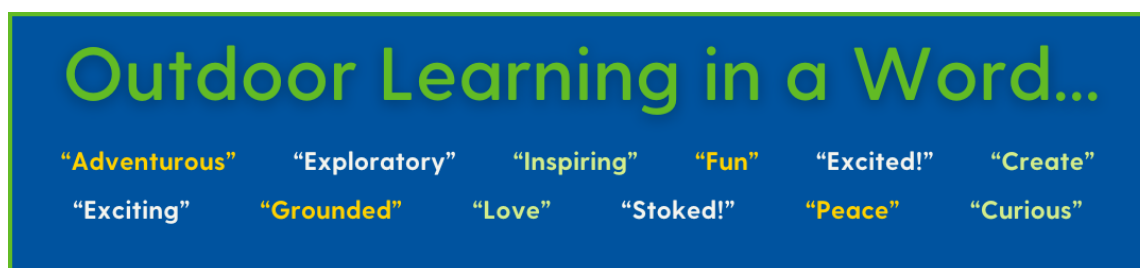 Outdoor Learning in a Word...
“Adventurous” “Exploratory” “Inspiring” “Fun” “Excited!” “Create”
“Exciting” “Grounded” “Love” “Stoked!” “Peace” “Curious”